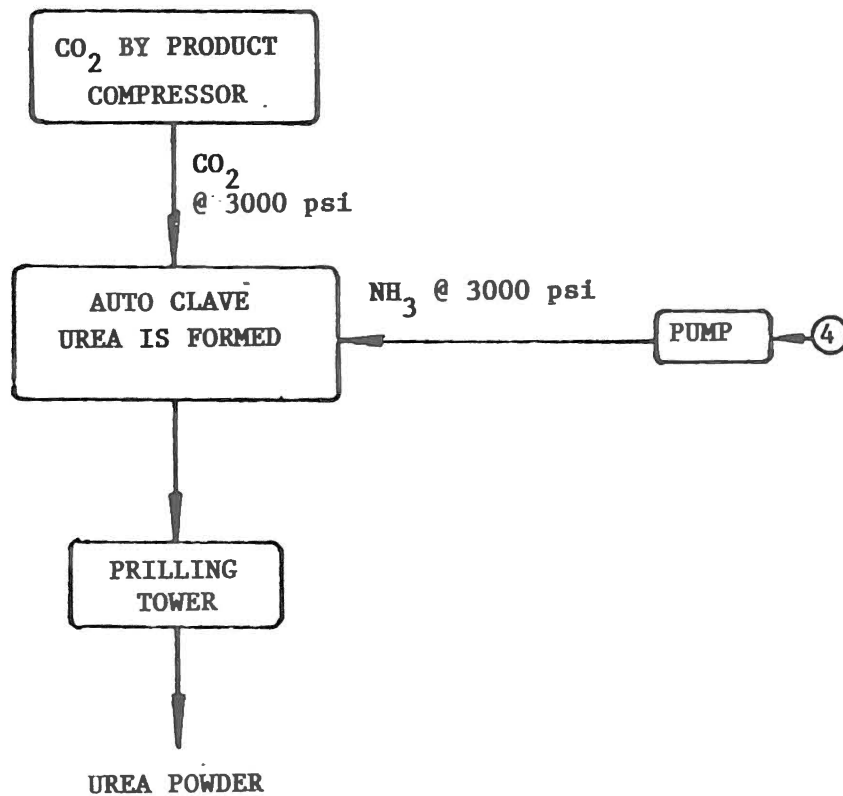 CO2 BY PRODUCT
COMPRESSOR
CO2
@ 3000 psi
AUTO CLAVE
UREA IS FORMED
NH3 @ 3000 psi
PUMP
4
PRILLING
TOWER
UREA POWDER